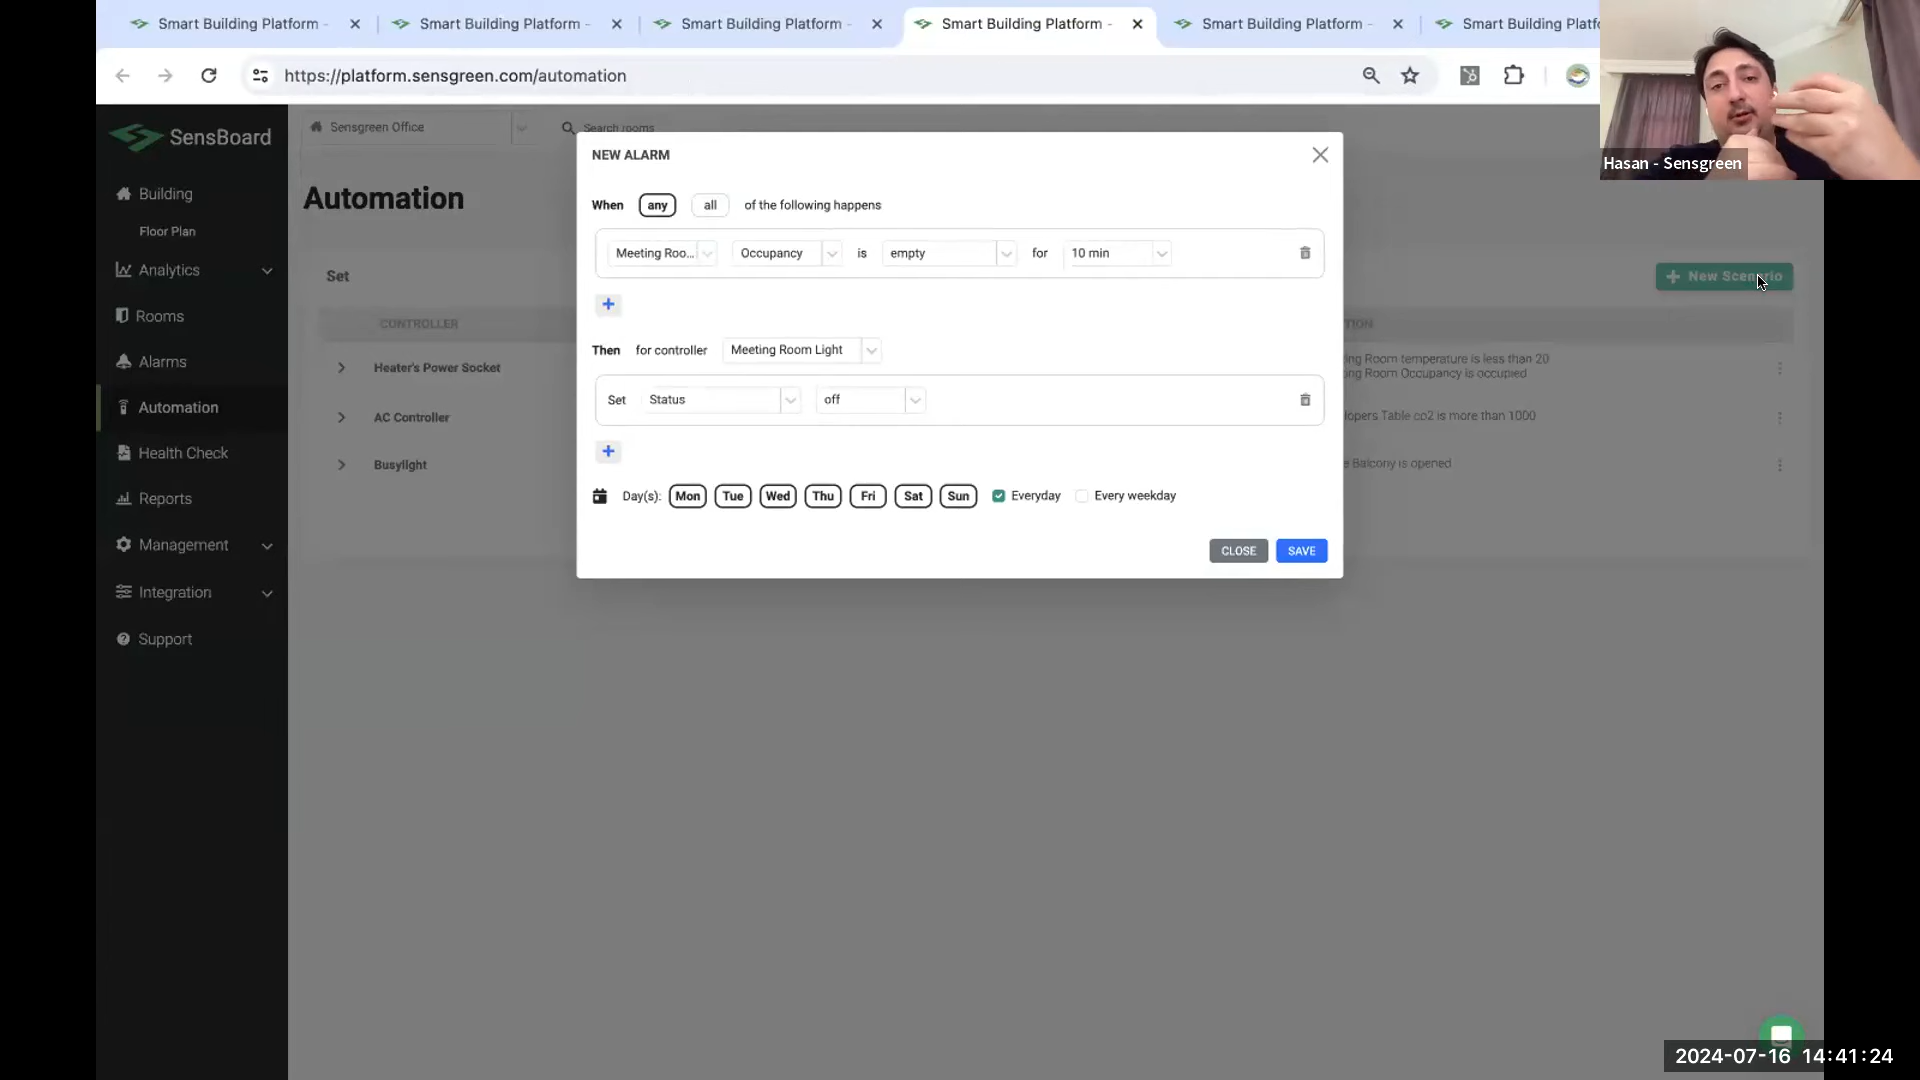 Smart Building Platform -
Smart Building Platform -
Smart Building Platform -
Smart Building Platform -
Smart Building Platform -
Smart Building Platf
https://platform.sensgreen.com/automation
Hasan - Sensgreen
SensBoard
Building
Floor Plan
Analytics
Rooms
Alarms
Automation
Health Check
Reports
Management
Integration
Support
Sensgreen Office
Search rooms
Automation
Set
New Scenario
CONTROLLER
Heater's Power Socket
ing Room temperature is less than 20
ing Room Occupancy is occupied
AC Controller
lopers Table co2 is more than 1000
Busylight
e Balcony is opened
NEW ALARM
When any all of the following happens
Meeting Roo... Occupancy is empty for 10 min
+
Then for controller Meeting Room Light
Set Status off
+
Day(s): Mon Tue Wed Thu Fri Sat Sun Everyday Every weekday
CLOSE SAVE
2024-07-16 14:41:24